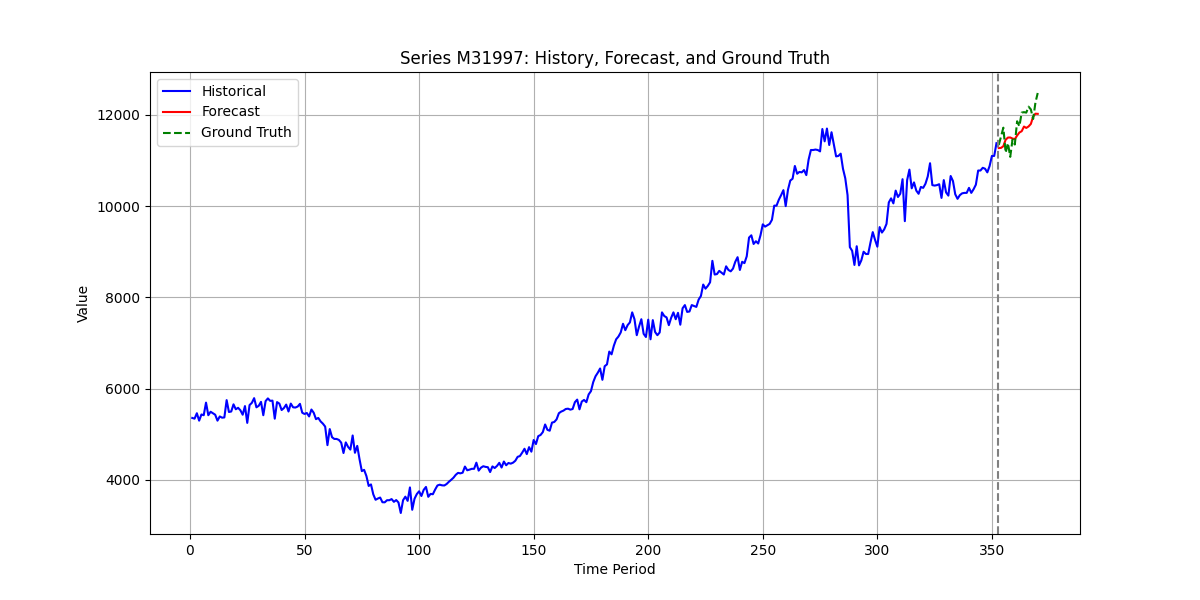 Series M31997: History, Forecast, and Ground Truth
Historical
Forecast
Ground Truth
12000
10000
8000
6000
4000
Value
0 50 100 150 200 250 300 350
Time Period